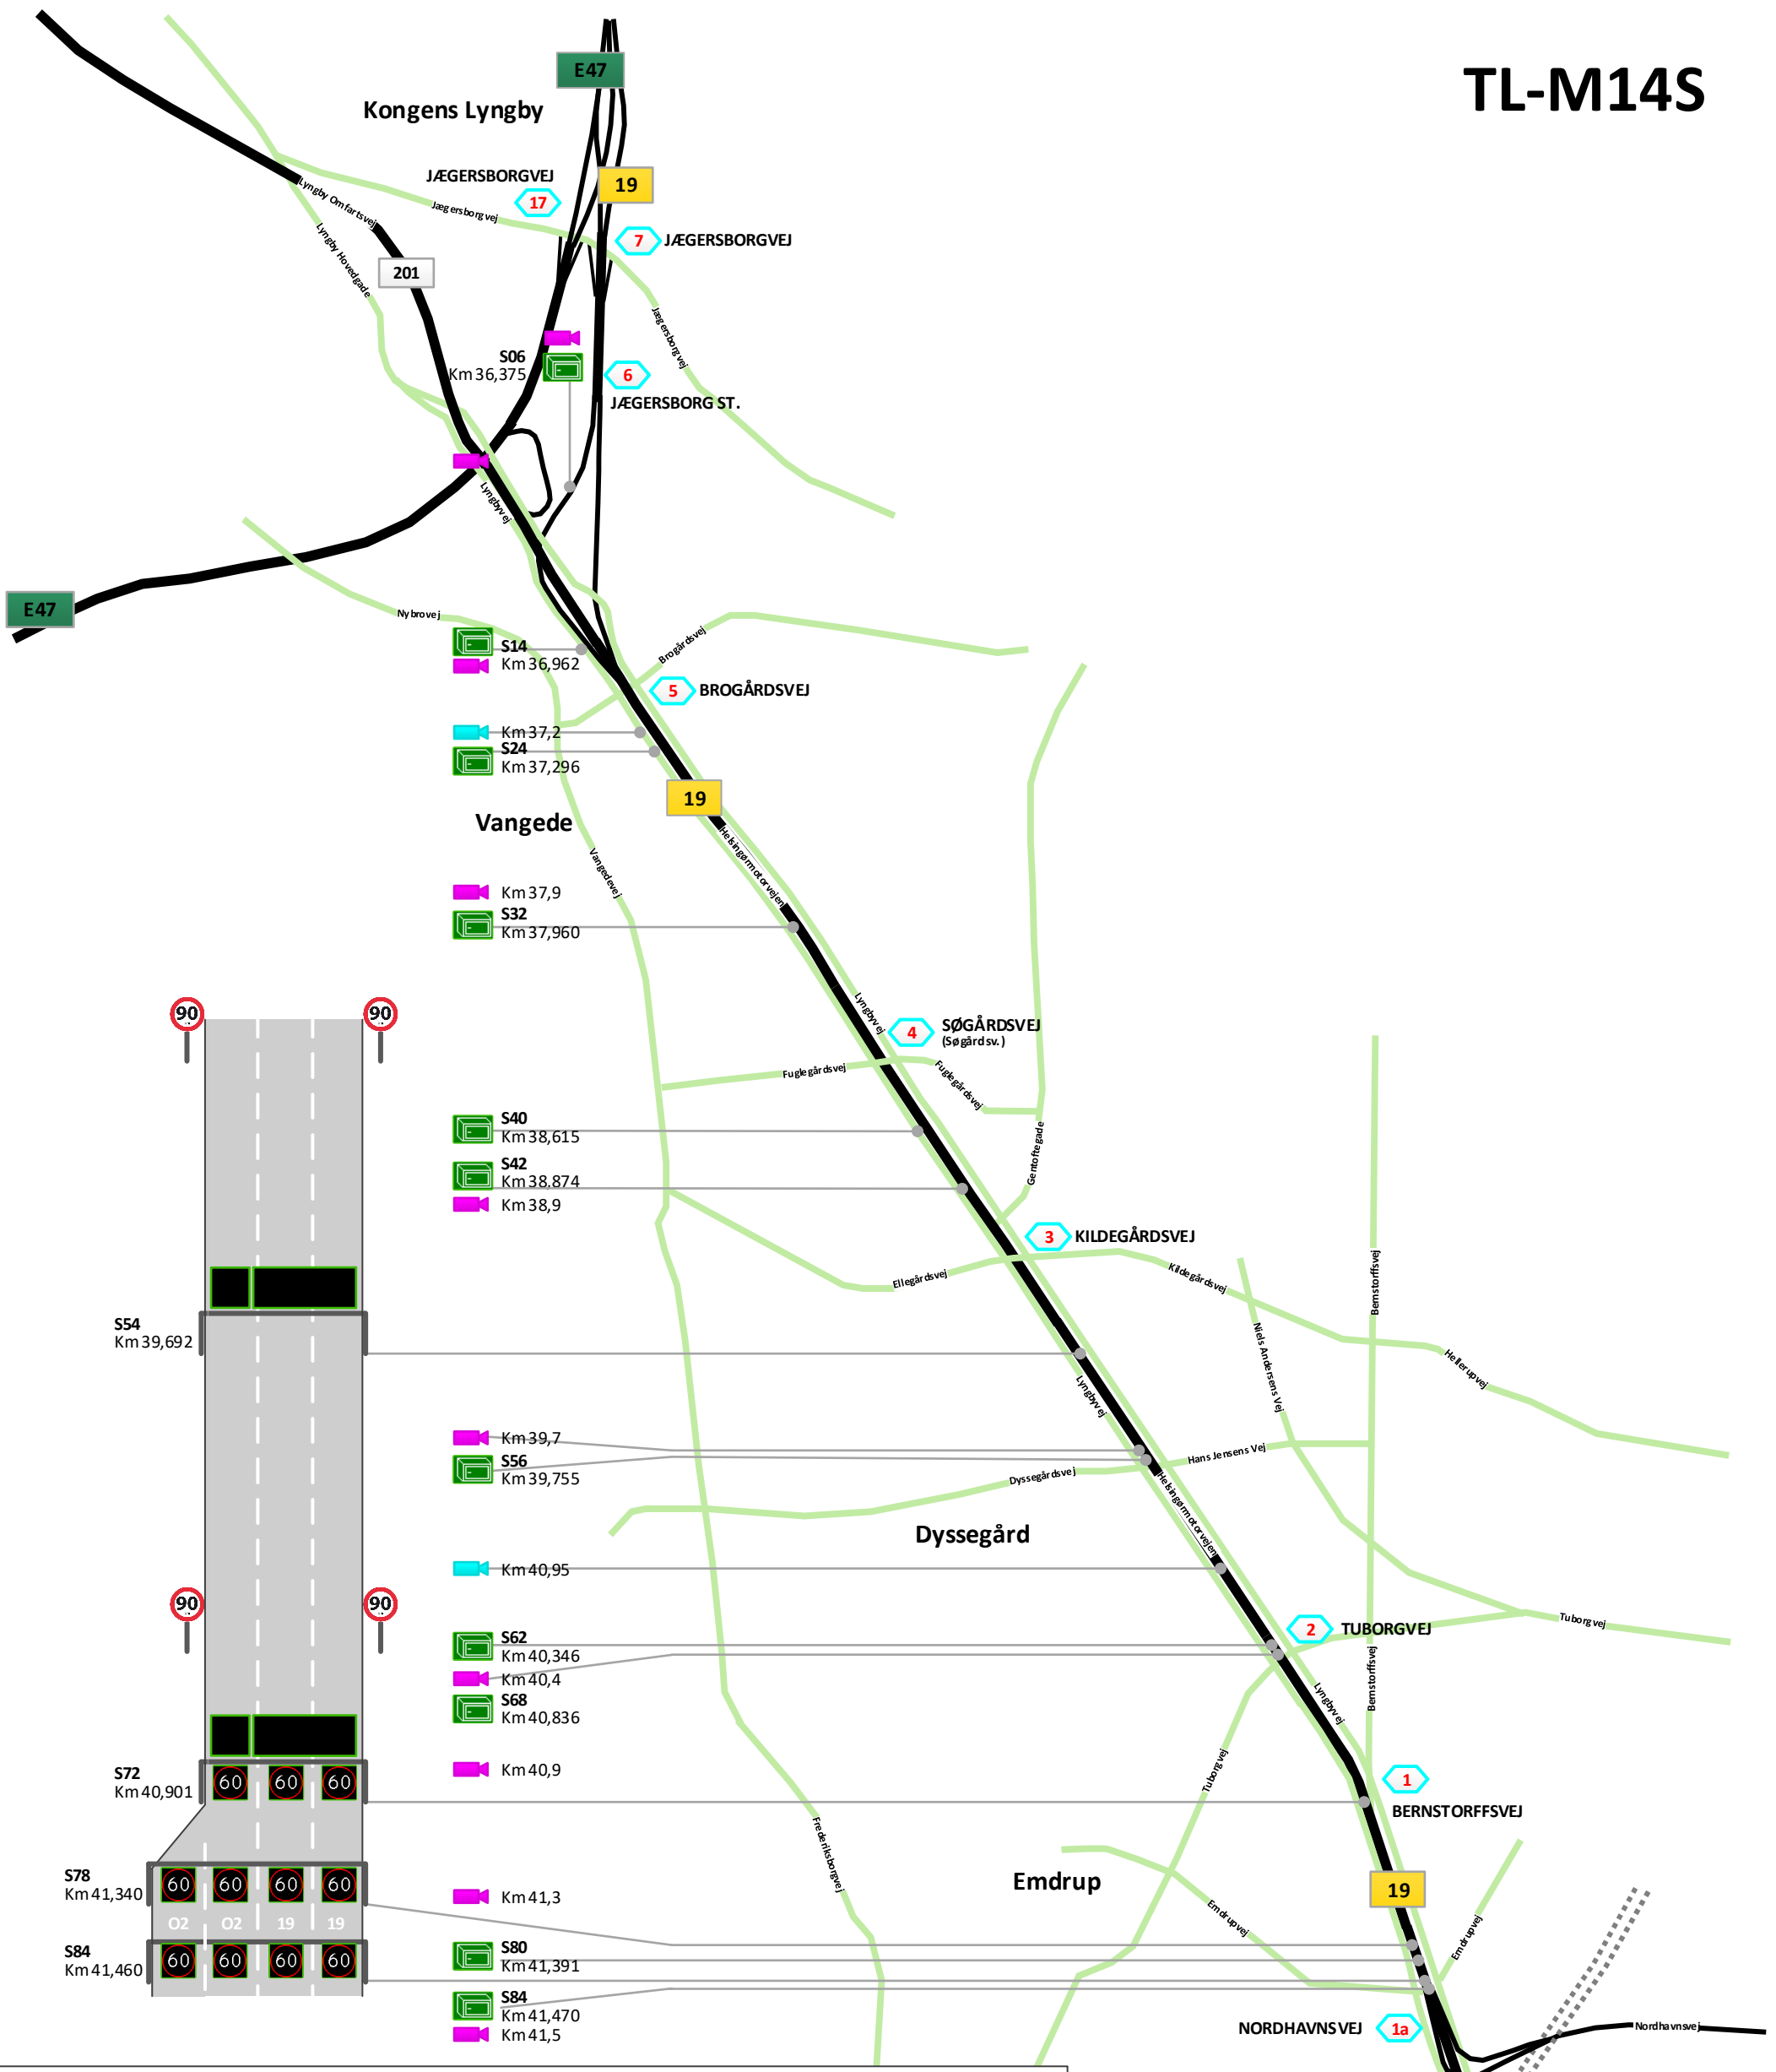 TL-M14S
E47
Kongens Lyngby
JÆGERSBORGVEJ
17
19
Lyngby Omfartsvej
Jægersborgvej
7
JÆGERSBORGVEJ
Lyngby Hovedgade
201
Jægersborgvej
S06
Km 36,375
6
JÆGERSBORG ST.
Lyngbyvej
E47
Nybrovej
S14
Km 36,962
Brogårdsvej
5
BROGÅRDSVEJ
Km 37,2
S24
Km 37,296
19
Vangede
Helsingørmotorvejen
Vangedevej
Km 37,9
S32
Km 37,960
90
90
Lyngbyvej
4
SØGÅRDSVEJ
(Søgårdsv.)
Fuglegårdsvej
Fuglegårdsvej
S40
Km 38,615
Gentoftegade
S42
Km 38,874
Km 38,9
3
KILDEGÅRDSVEJ
Ellegårdsvej
Kildegårdsvej
Bernstorffsvej
S54
Km 39,692
Niels Andersens Vej
Hellerupvej
Lyngbyvej
Km 39,7
S56
Km 39,755
Hans Jensens Vej
Dyssegårdsvej
Helsingørmotorvejen
Dyssegård
Km 40,95
90
90
2
TUBORGVEJ
Tuborgvej
S62
Km 40,346
Km 40,4
Bernstorffsvej
S68
Km 40,836
Lyngbyvej
S72
Km 40,901
60
60
60
Km 40,9
Tuborgvej
1
BERNSTORFFSVEJ
Frederiksborgvej
S78
Km 41,340
60
60
60
60
Km 41,3
Emdrup
19
Emdrupvej
Emdrupvej
O2
O2
19
19
S84
Km 41,460
60
60
60
60
S80
Km 41,391
S84
Km 41,470
Km 41,5
NORDHAVNSVEJ
1a
Nordhavnsvej